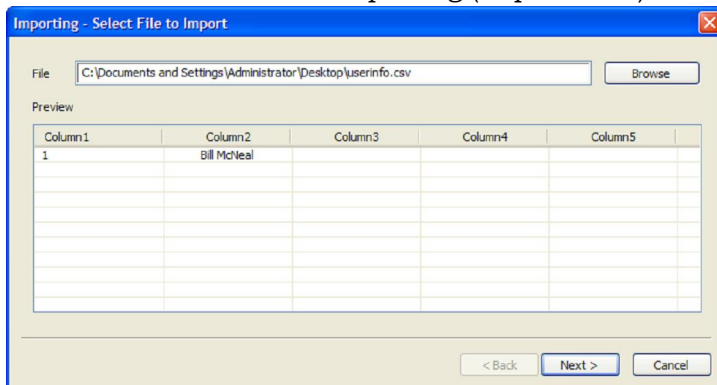 Importing - Select File to Import
File C:\Documents and Settings\Administrator\Desktop\userinfo.csv Browse
Preview
Column1 Column2 Column3 Column4 Column5
1 Bill McNeal
< Back Next > Cancel